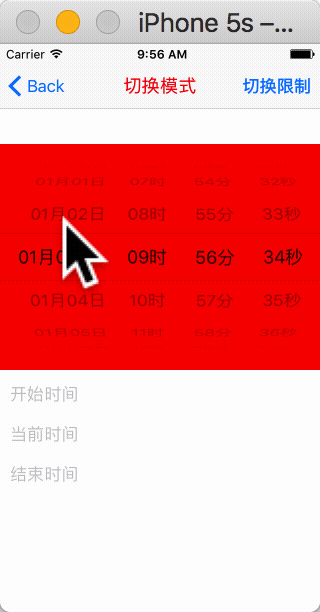 iPhone 5s –...
Carrier 9:56 AM
Back 切换模式 切换限制
01月01日 07时 54分 32秒
01月02日 08时 55分 33秒
01月 09时 56分 34秒
01月04日 10时 57分 35秒
01月05日 11时 58分 36秒
开始时间
当前时间
结束时间